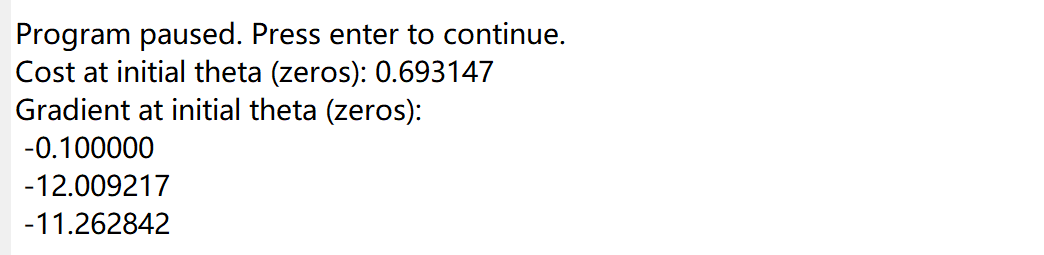 Program paused. Press enter to continue.
Cost at initial theta (zeros): 0.693147
Gradient at initial theta (zeros):
-0.100000
-12.009217
-11.262842